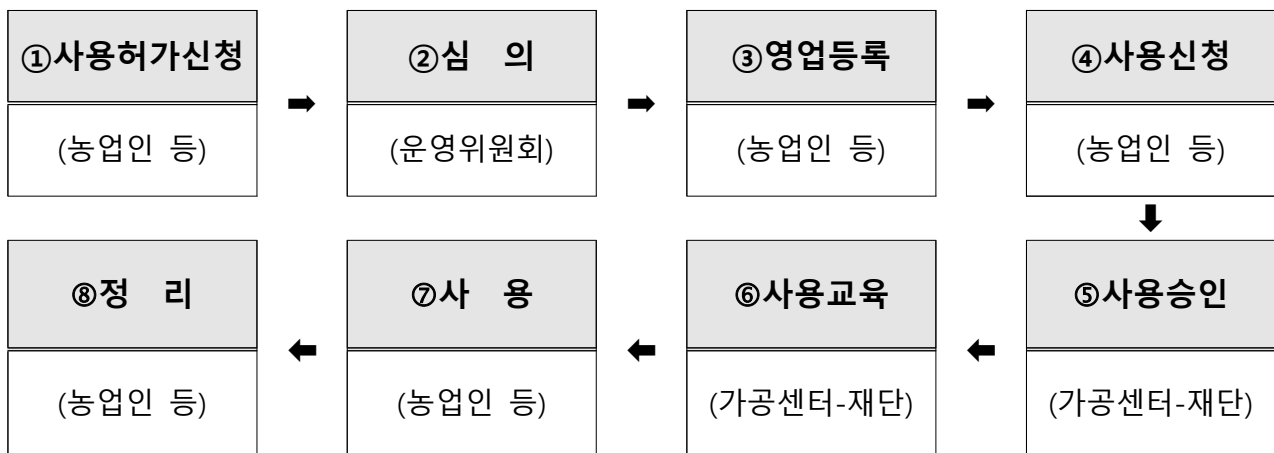 ①사용허가신청
(농업인 등)
②심 의
(운영위원회)
③영업등록
(농업인 등)
④사용신청
(농업인 등)
⑤사용승인
(가공센터-재단)
⑥사용교육
(가공센터-재단)
⑦사 용
(농업인 등)
⑧정 리
(농업인 등)